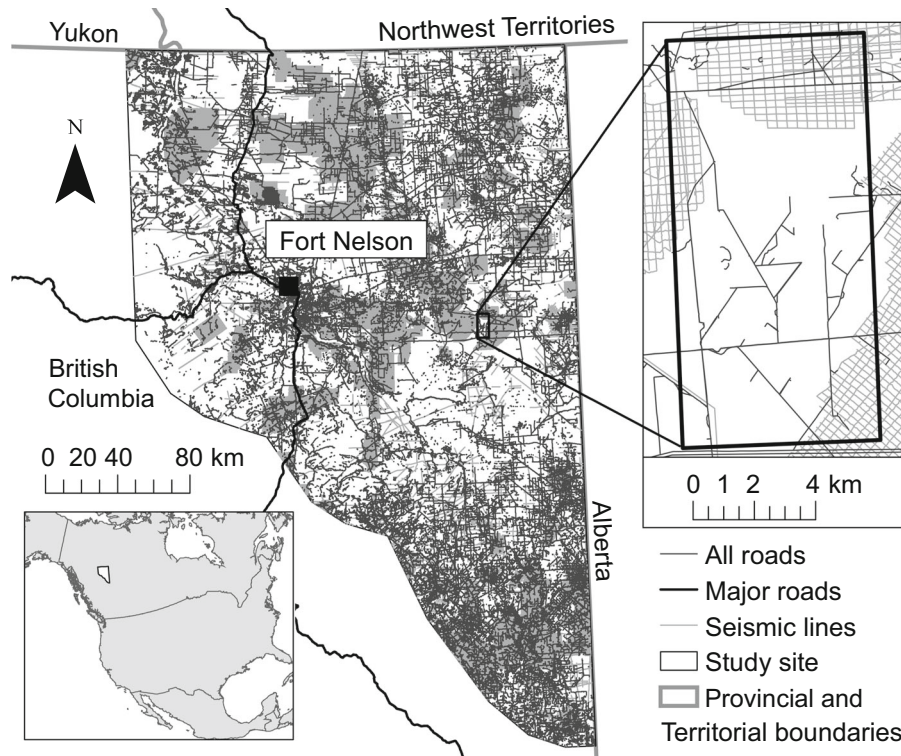 Yukon
Northwest Territories
N
Fort Nelson
British
Columbia
0 20 40 80 km
Alberta
0 1 2 4 km
All roads
Major roads
Seismic lines
Study site
Provincial and
Territorial boundaries